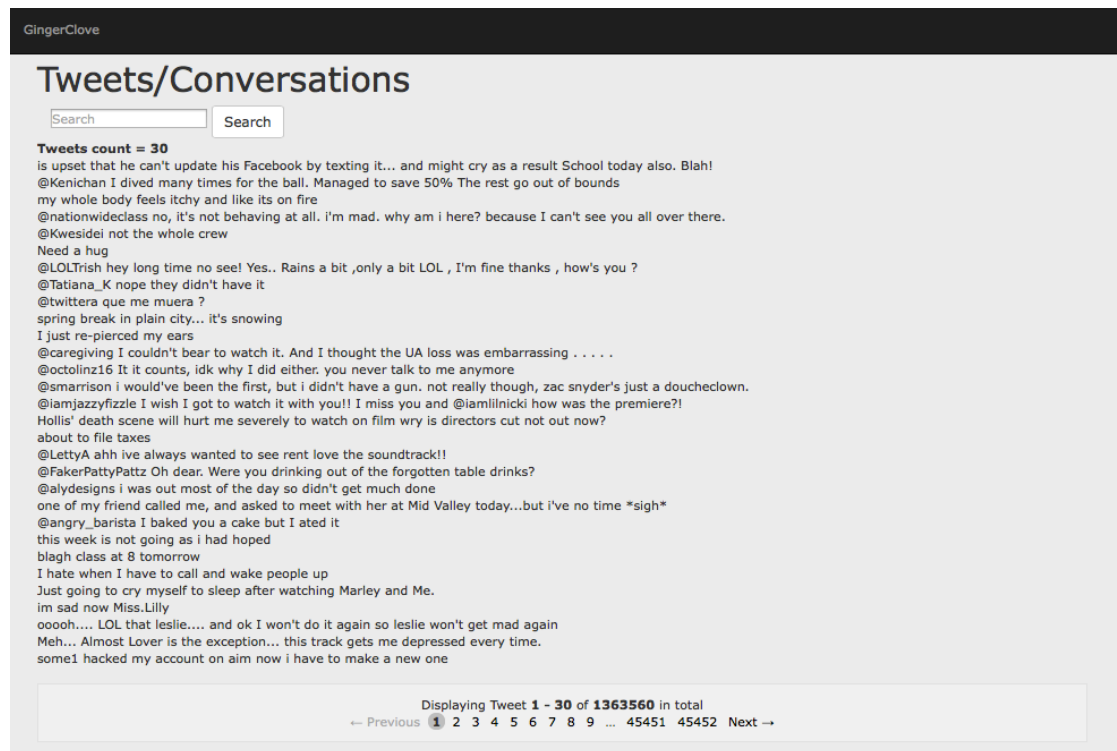 GingerClove
Tweets/Conversations
Search Search
Tweets count = 30
is upset that he can't update his Facebook by texting it... and might cry as a result School today also. Blah!
@Kenichan I dived many times for the ball. Managed to save 50% The rest go out of bounds
my whole body feels itchy and like its on fire
@nationwideclass no, it's not behaving at all. i'm mad. why am i here? because I can't see you all over there.
@Kwesidei not the whole crew
Need a hug
@LOLTrish hey long time no see! Yes.. Rains a bit ,only a bit LOL , I'm fine thanks , how's you ?
@Tatiana_K nope they didn't have it
@twittera que me muera ?
spring break in plain city... it's snowing
I just re-pierced my ears
@caregiving I couldn't bear to watch it. And I thought the UA loss was embarrassing . . . . .
@octolinz16 It it counts, idk why I did either. you never talk to me anymore
@smarrison i would've been the first, but i didn't have a gun. not really though, zac snyder's just a doucheclown.
@iamjazzyfizzle I wish I got to watch it with you!! I miss you and @iamlilnicki how was the premiere?!
Hollis' death scene will hurt me severely to watch on film wry is directors cut not out now?
about to file taxes
@LettyA ahh ive always wanted to see rent love the soundtrack!!
@FakerPattyPattz Oh dear. Were you drinking out of the forgotten table drinks?
@alydesigns i was out most of the day so didn't get much done
one of my friend called me, and asked to meet with her at Mid Valley today...but i've no time *sigh*
@angry_barista I baked you a cake but I ated it
this week is not going as i had hoped
blagh class at 8 tomorrow
I hate when I have to call and wake people up
Just going to cry myself to sleep after watching Marley and Me.
im sad now Miss.Lilly
ooooh.... LOL that leslie.... and ok I won't do it again so leslie won't get mad again
Meh... Almost Lover is the exception... this track gets me depressed every time.
some1 hacked my account on aim now i have to make a new one
Displaying Tweet 1 - 30 of 1363560 in total
← Previous 1 2 3 4 5 6 7 8 9 … 45451 45452 Next →